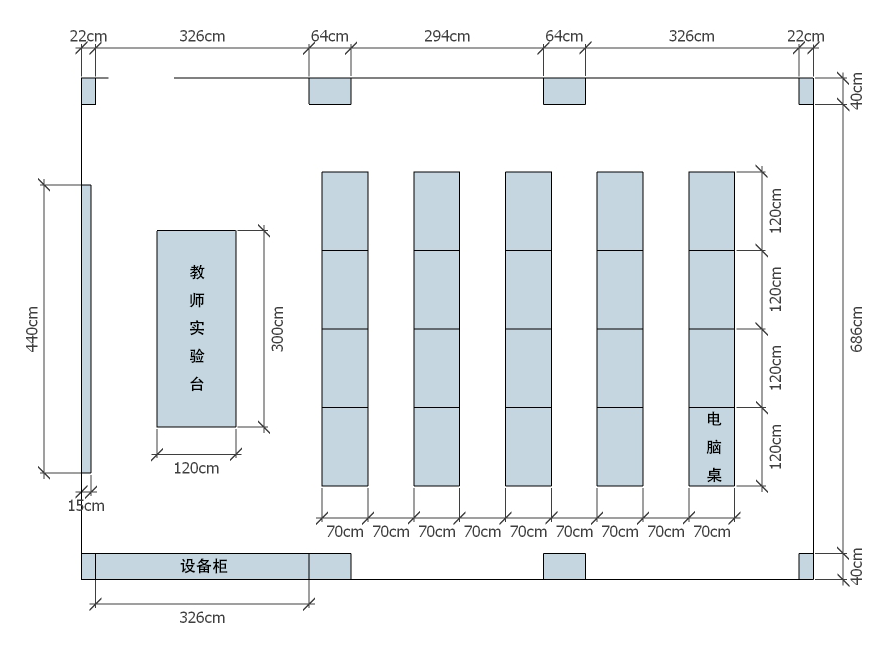 22cm 326cm 64cm 294cm 64cm 326cm 22cm
40cm
120cm
教师实验台
120cm
440cm
300cm
686cm
120cm
电脑桌
120cm
120cm
15cm
70cm 70cm 70cm 70cm 70cm 70cm 70cm 70cm 70cm
设备柜
40cm
326cm